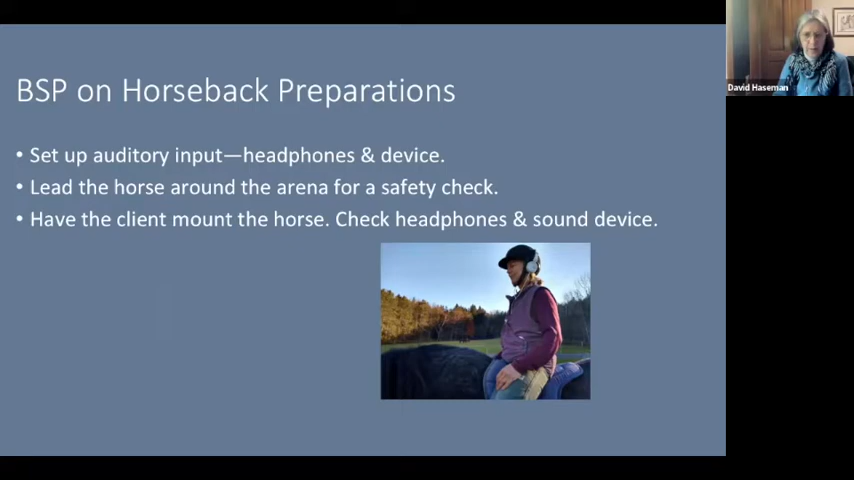 BSP on Horseback Preparations
• Set up auditory input—headphones & device.
• Lead the horse around the arena for a safety check.
• Have the client mount the horse. Check headphones & sound device.
David Haseman